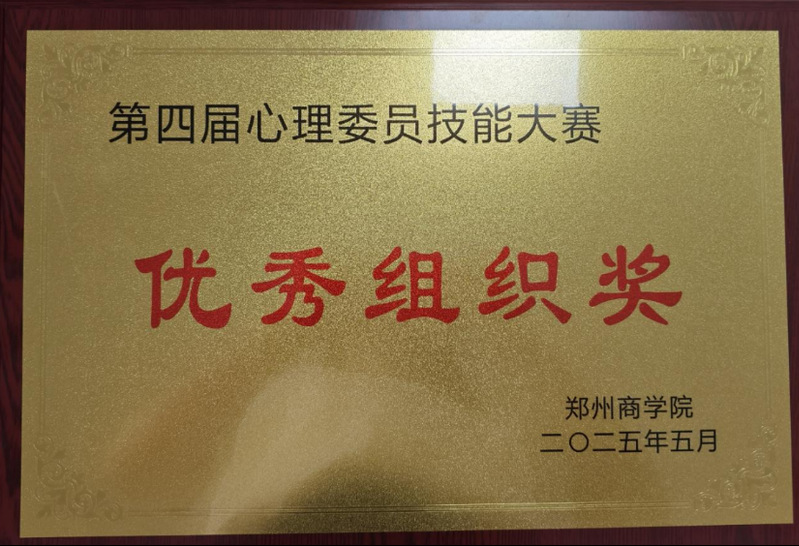 第四届心理委员技能大赛
优秀组织奖
郑州商学院
二〇二五年五月